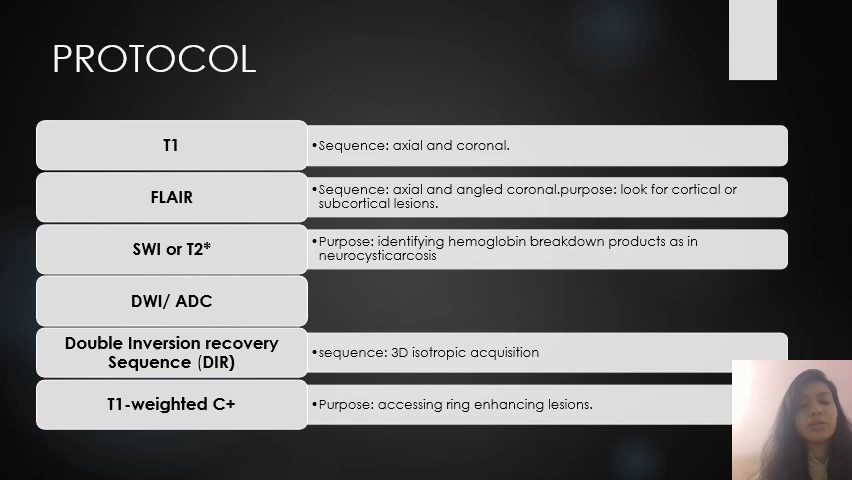 PROTOCOL
T1
•Sequence: axial and coronal.
FLAIR
•Sequence: axial and angled coronal.purpose: look for cortical or
subcortical lesions.
SWI or T2*
•Purpose: identifying hemoglobin breakdown products as in
neurocysticarcosis
DWI/ ADC
Double Inversion recovery
Sequence (DIR)
•sequence: 3D isotropic acquisition
T1-weighted C+
•Purpose: accessing ring enhancing lesions.